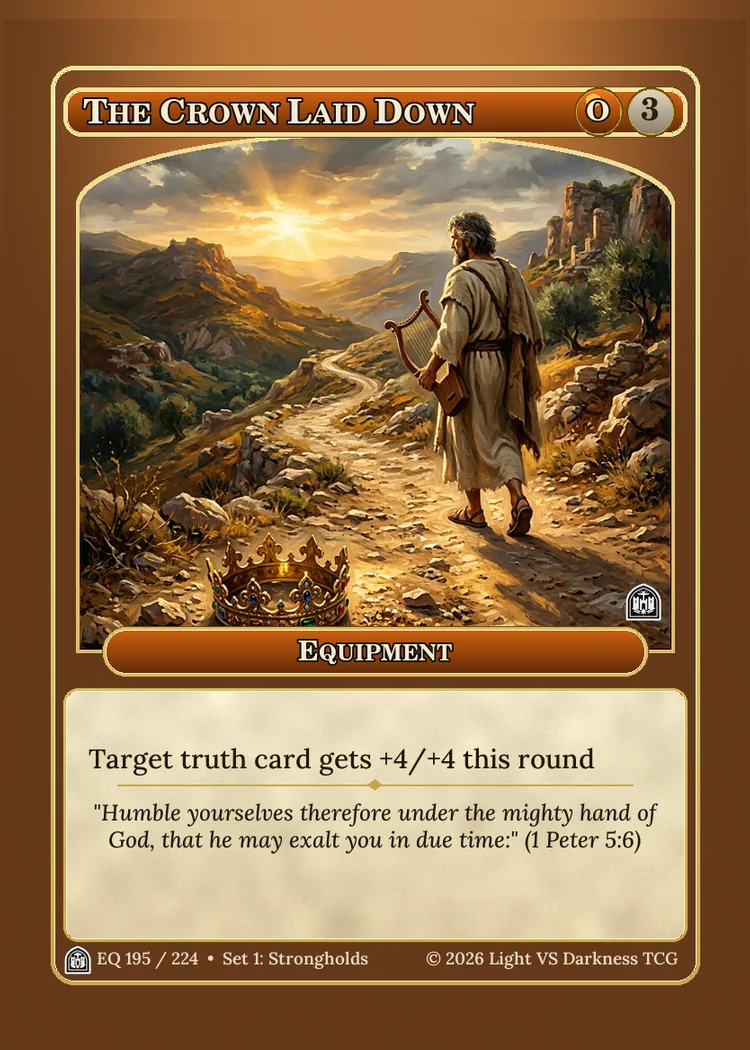 The Crown Laid Down O 3
Equipment
Target truth card gets +4/+4 this round
"Humble yourselves therefore under the mighty hand of
God, that he may exalt you in due time:" (1 Peter 5:6)
EQ 195 / 224 • Set 1: Strongholds © 2026 Light VS Darkness TCG